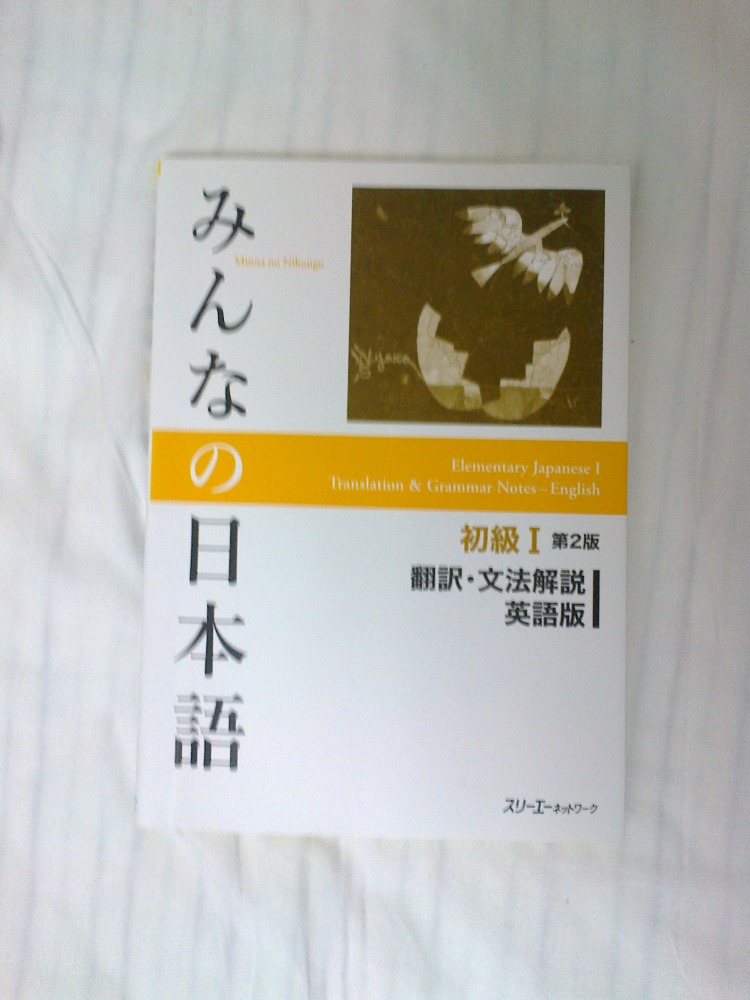 みんなの日本語
Minna no Nihongo
Elementary Japanese I
Translation & Grammar Notes—English
初級 I 第2版
翻訳・文法解説
英語版
スリーエーネットワーク